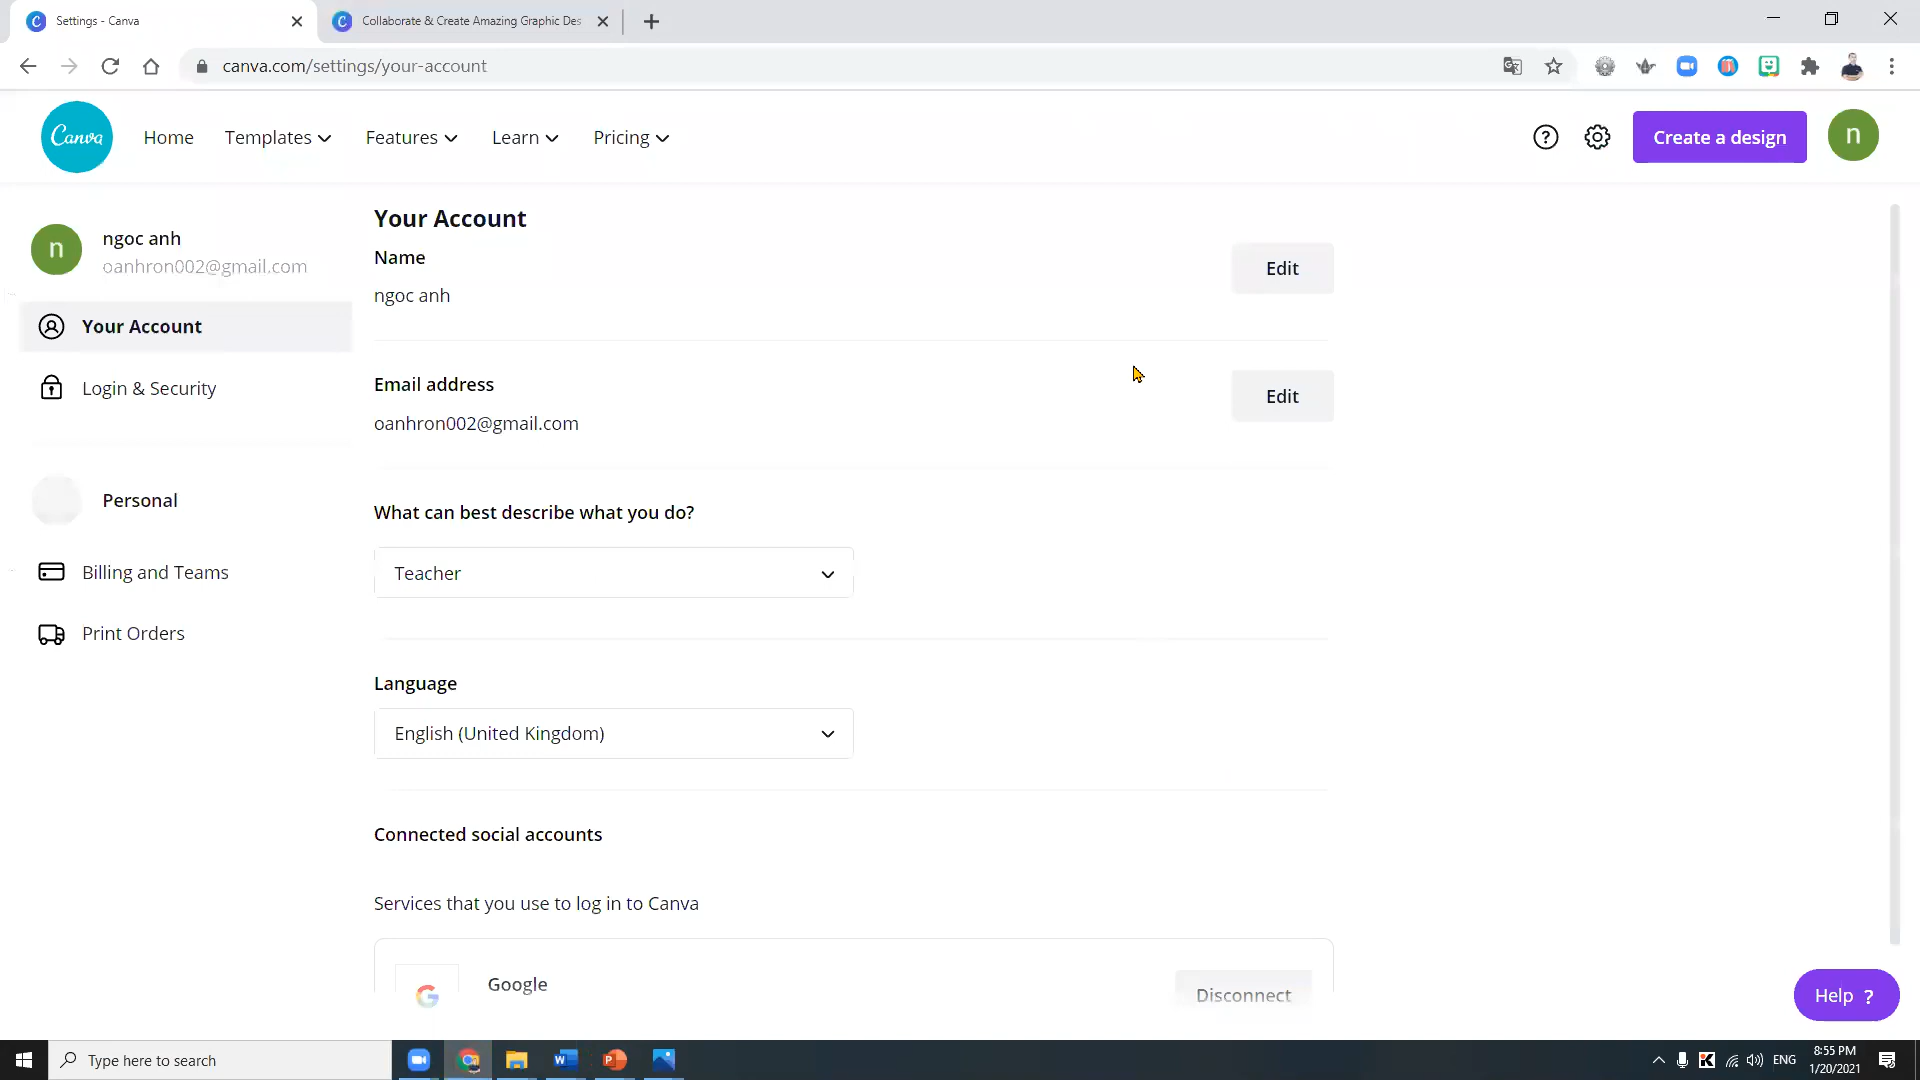 Settings - Canva
Collaborate & Create Amazing Graphic Des
canva.com/settings/your-account
Canva
Home
Templates
Features
Learn
Pricing
?
Create a design
n
n
ngoc anh
oanhron002@gmail.com
Your Account
Login & Security
Personal
Billing and Teams
Print Orders
Your Account
Name
Edit
ngoc anh
Email address
Edit
oanhron002@gmail.com
What can best describe what you do?
Teacher
Language
English (United Kingdom)
Connected social accounts
Services that you use to log in to Canva
Google
Disconnect
Help ?
Type here to search
ENG
8:55 PM
1/20/2021